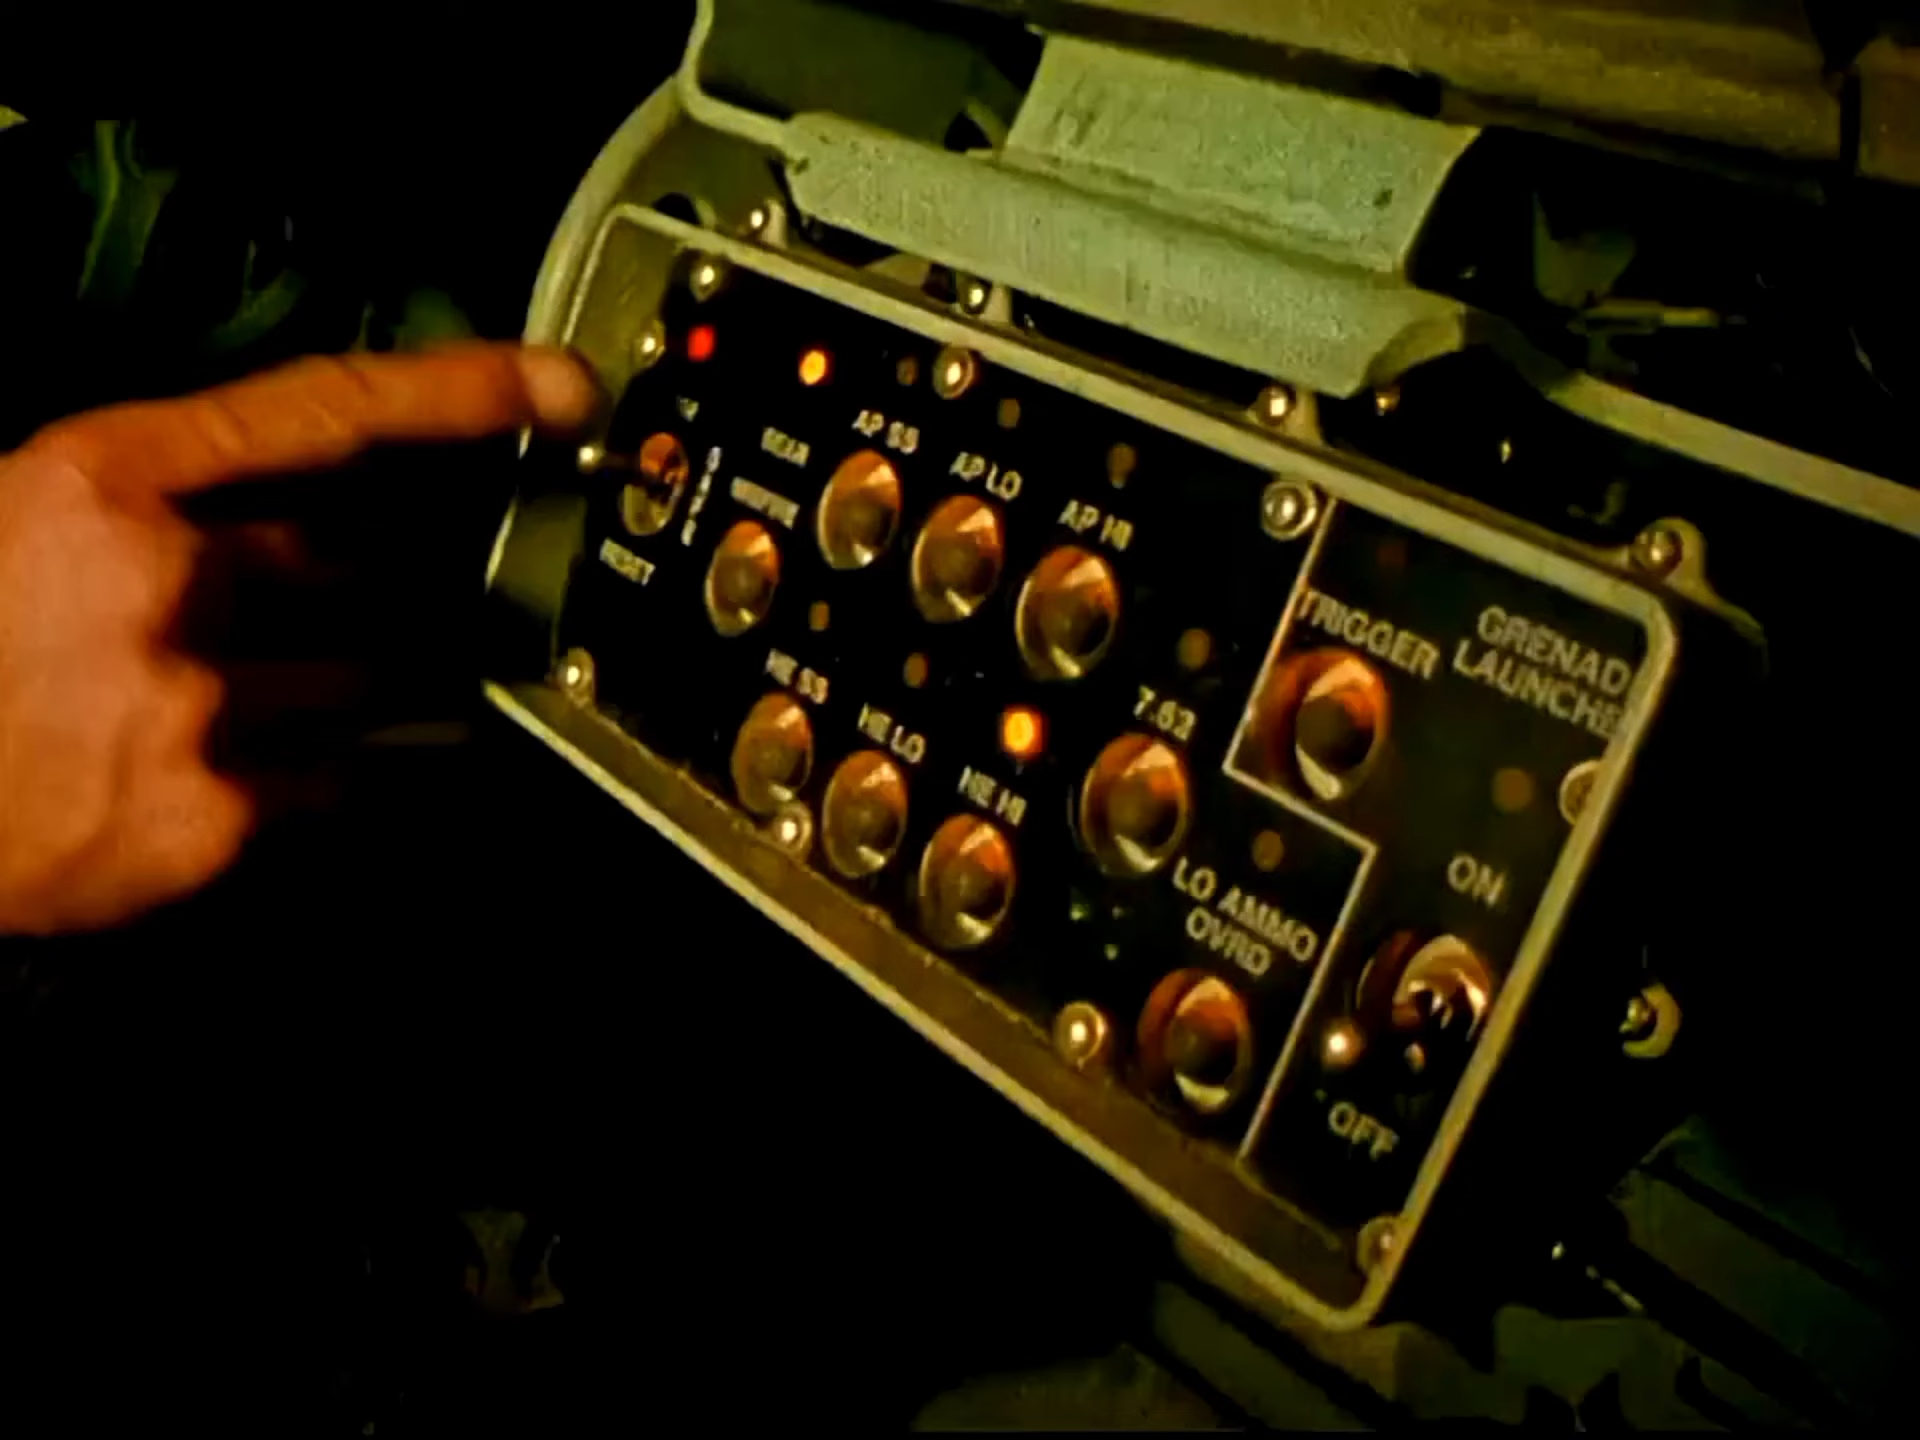 AP SS
AP LO
AP HI
RESET
HE SS
HE LO
HE HI
7.62
LO AMMO
OVRD
TRIGGER
GRENAD
LAUNCHE
ON
OFF